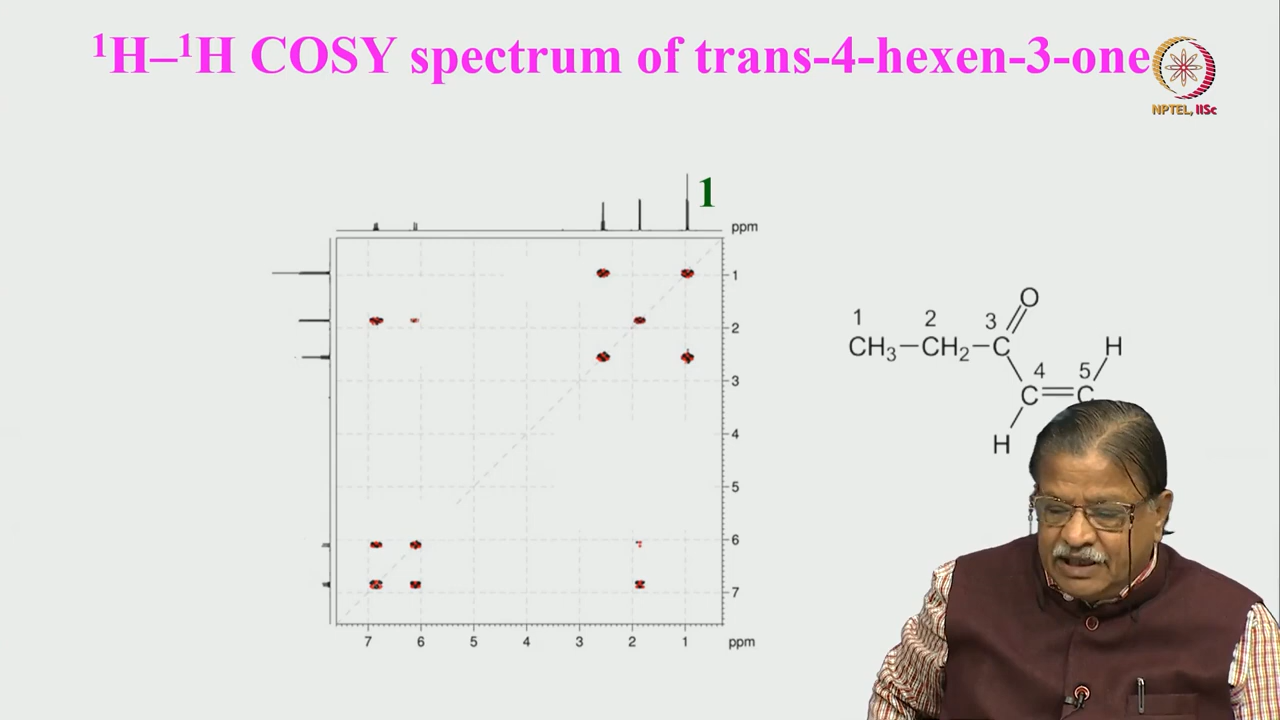 ¹H–¹H COSY spectrum of trans-4-hexen-3-one
NPTEL, IISc
1
ppm
1
2
3
4
5
6
7
7 6 5 4 3 2 1 ppm
O
1 2 3
CH₃–CH₂–C H
4 5
C=C
H